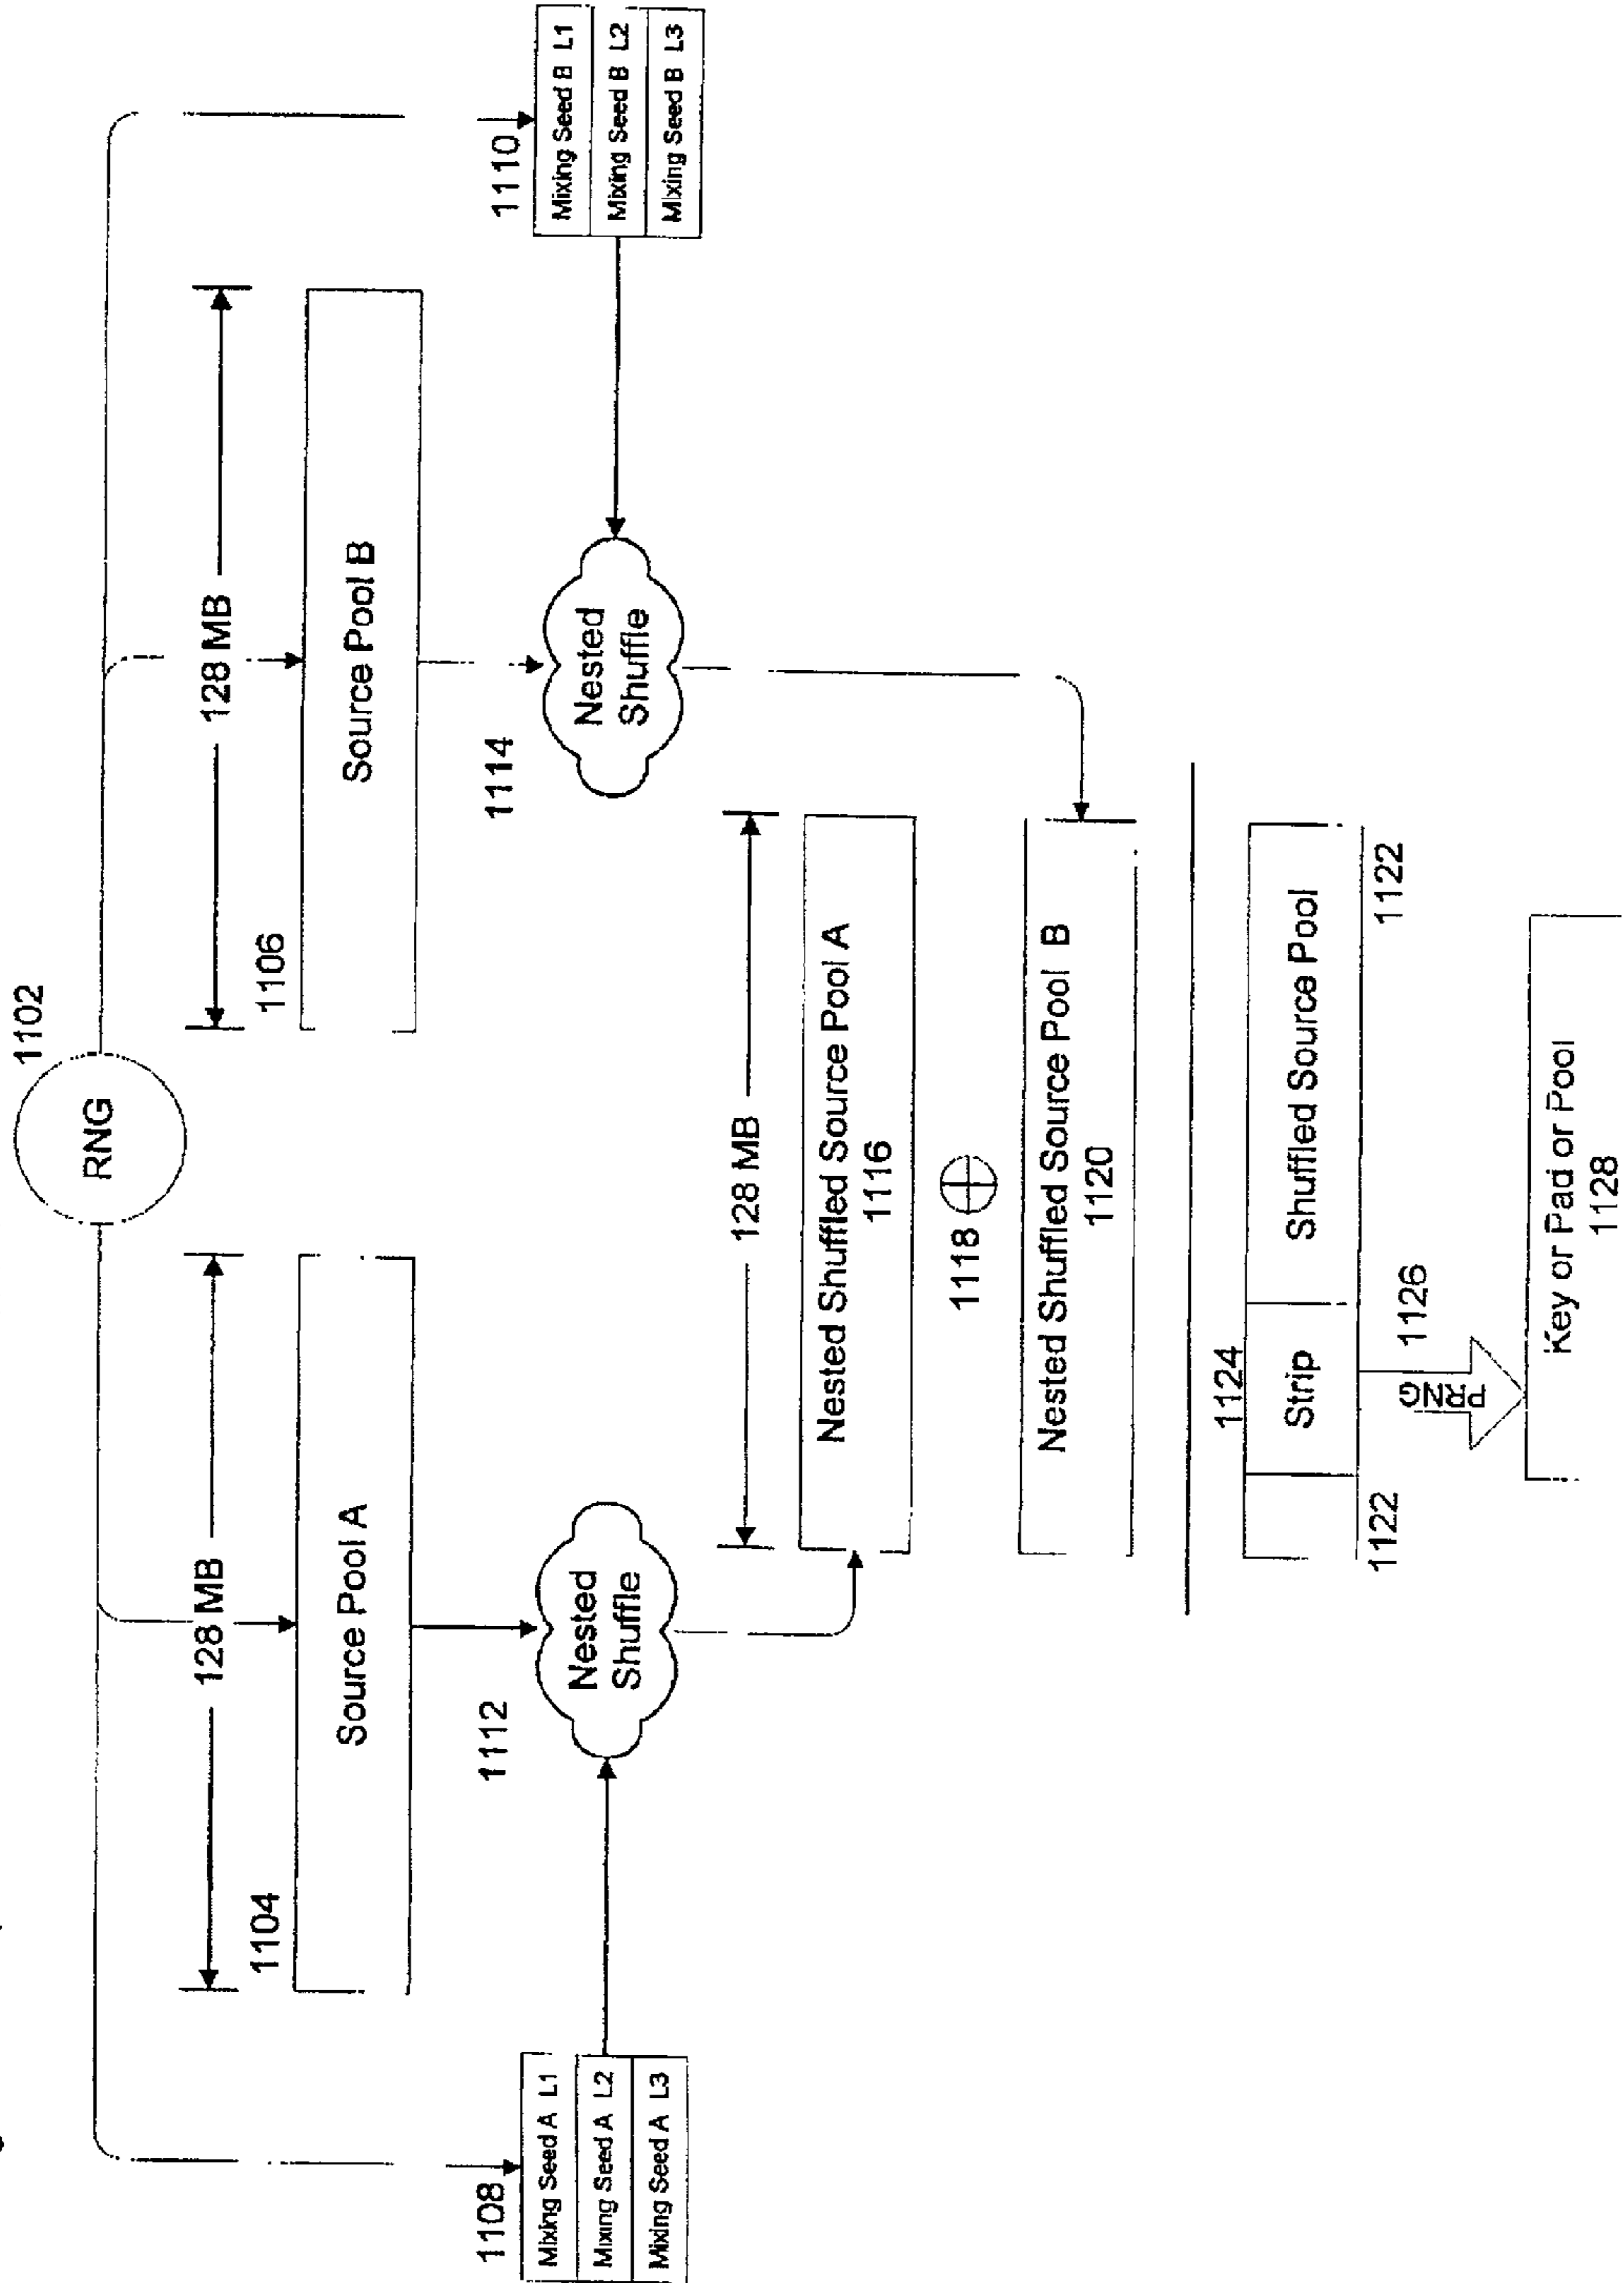 1102
RNG
128 MB
128 MB
1104
1106
Source Pool A
Source Pool B
1108
1112
1114
1110
Mixing Seed A L1
Mixing Seed A L2
Mixing Seed A L3
Nested
Shuffle
Nested
Shuffle
Mixing Seed B L1
Mixing Seed B L2
Mixing Seed B L3
128 MB
Nested Shuffled Source Pool A
1116
1118
Nested Shuffled Source Pool B
1120
1124
Strip
Shuffled Source Pool
1122
1126
1122
PRNG
Key or Pad or Pool
1128